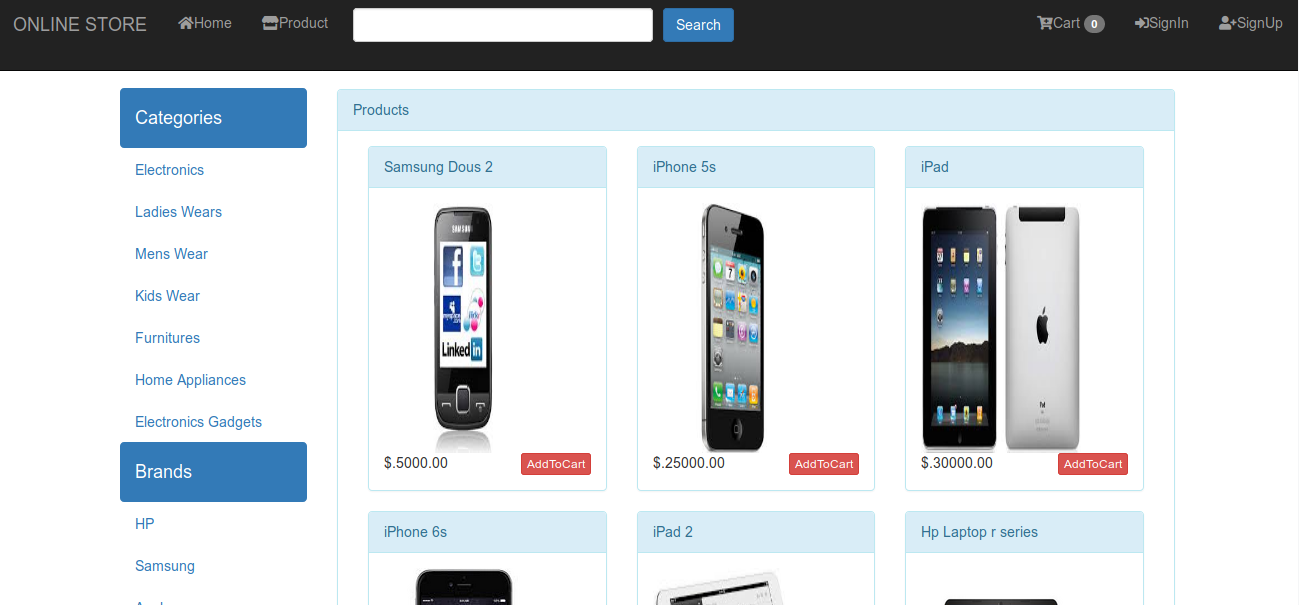 ONLINE STORE Home Product Search Cart 0 SignIn SignUp
Categories
Electronics
Ladies Wears
Mens Wear
Kids Wear
Furnitures
Home Appliances
Electronics Gadgets
Brands
HP
Samsung
Products
Samsung Dous 2
SAMSUNG
Linked in
$.5000.00 AddToCart
iPhone 5s
$.25000.00 AddToCart
iPad
$.30000.00 AddToCart
iPhone 6s
iPad 2
Hp Laptop r series